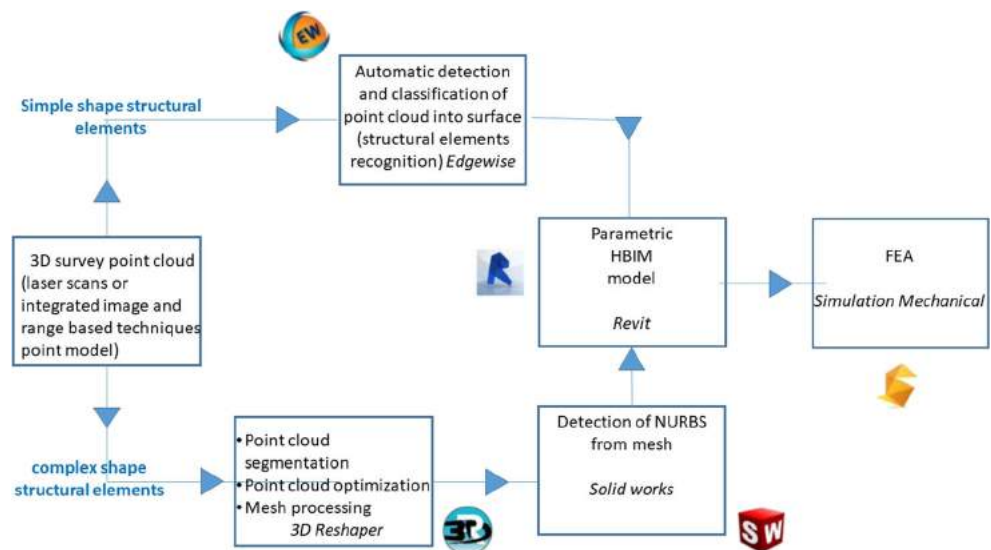 EW
Automatic detection
and classification of
point cloud into surface
(structural elements
recognition) Edgewise
Simple shape structural
elements
3D survey point cloud
(laser scans or
integrated image and
range based techniques
point model)
Parametric
HBIM
model
Revit
R
FEA
Simulation Mechanical
complex shape
structural elements
•Point cloud
segmentation
•Point cloud optimization
•Mesh processing
3D Reshaper
3DR
Detection of NURBS
from mesh
Solid works
SW